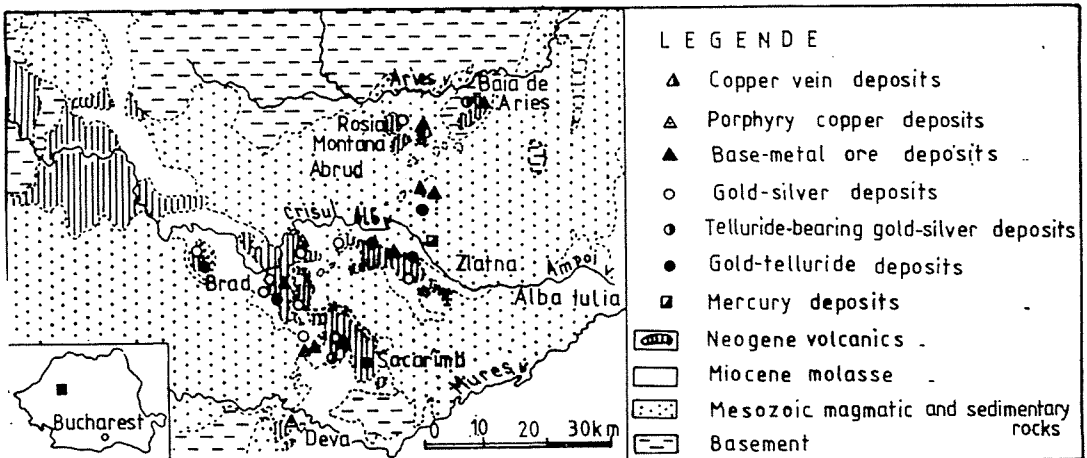 Aries
Baia de
Aries
Rosia
Montana
Abrud
Crisul Alb
Zlatna
Ampoi
Brad
Alba Iulia
m
Sacarimb
Mures
Bucharest
Deva
0 10 20 30km
LEGENDE
Copper vein deposits
Porphyry copper deposits
Base-metal ore deposits
Gold-silver deposits
Telluride-bearing gold-silver deposits
Gold-telluride deposits
Mercury deposits
Neogene volcanics
Miocene molasse
Mesozoic magmatic and sedimentary
rocks
Basement